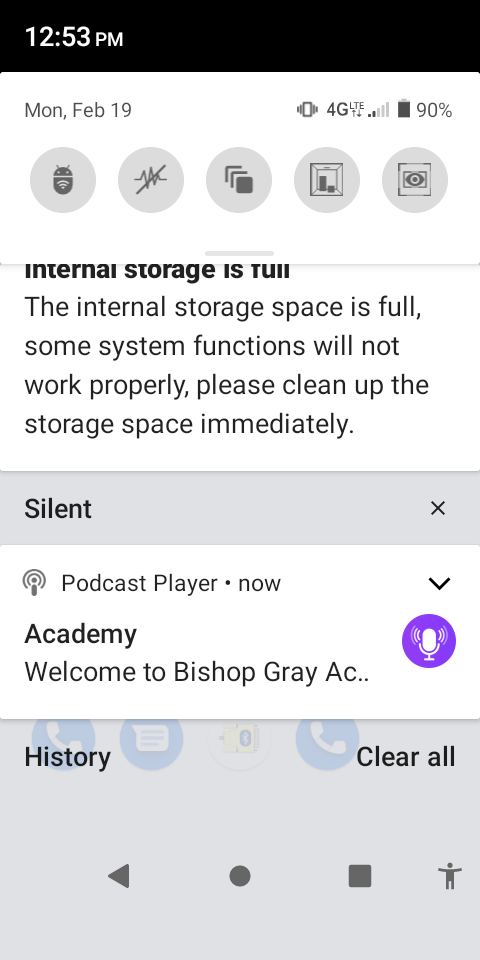 12:53 PM
Mon, Feb 19
4G LTE 90%
Internal storage is full
The internal storage space is full,
some system functions will not
work properly, please clean up the
storage space immediately.
Silent
Podcast Player • now
Academy
Welcome to Bishop Gray Ac..
History
Clear all